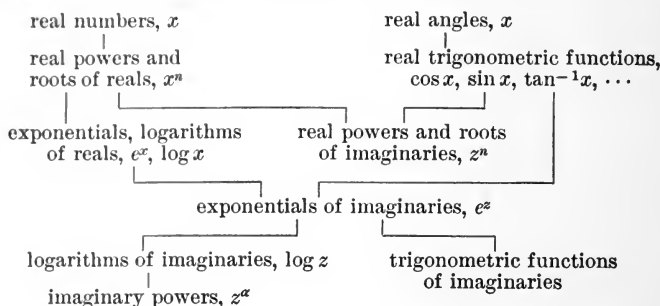 real numbers, x
real angles, x
real powers and
roots of reals, xⁿ
real trigonometric functions,
cos x, sin x, tan⁻¹x, ···
exponentials, logarithms
of reals, eˣ, log x
real powers and roots
of imaginaries, zⁿ
exponentials of imaginaries, eᶻ
logarithms of imaginaries, log z
imaginary powers, zᵅ
trigonometric functions
of imaginaries